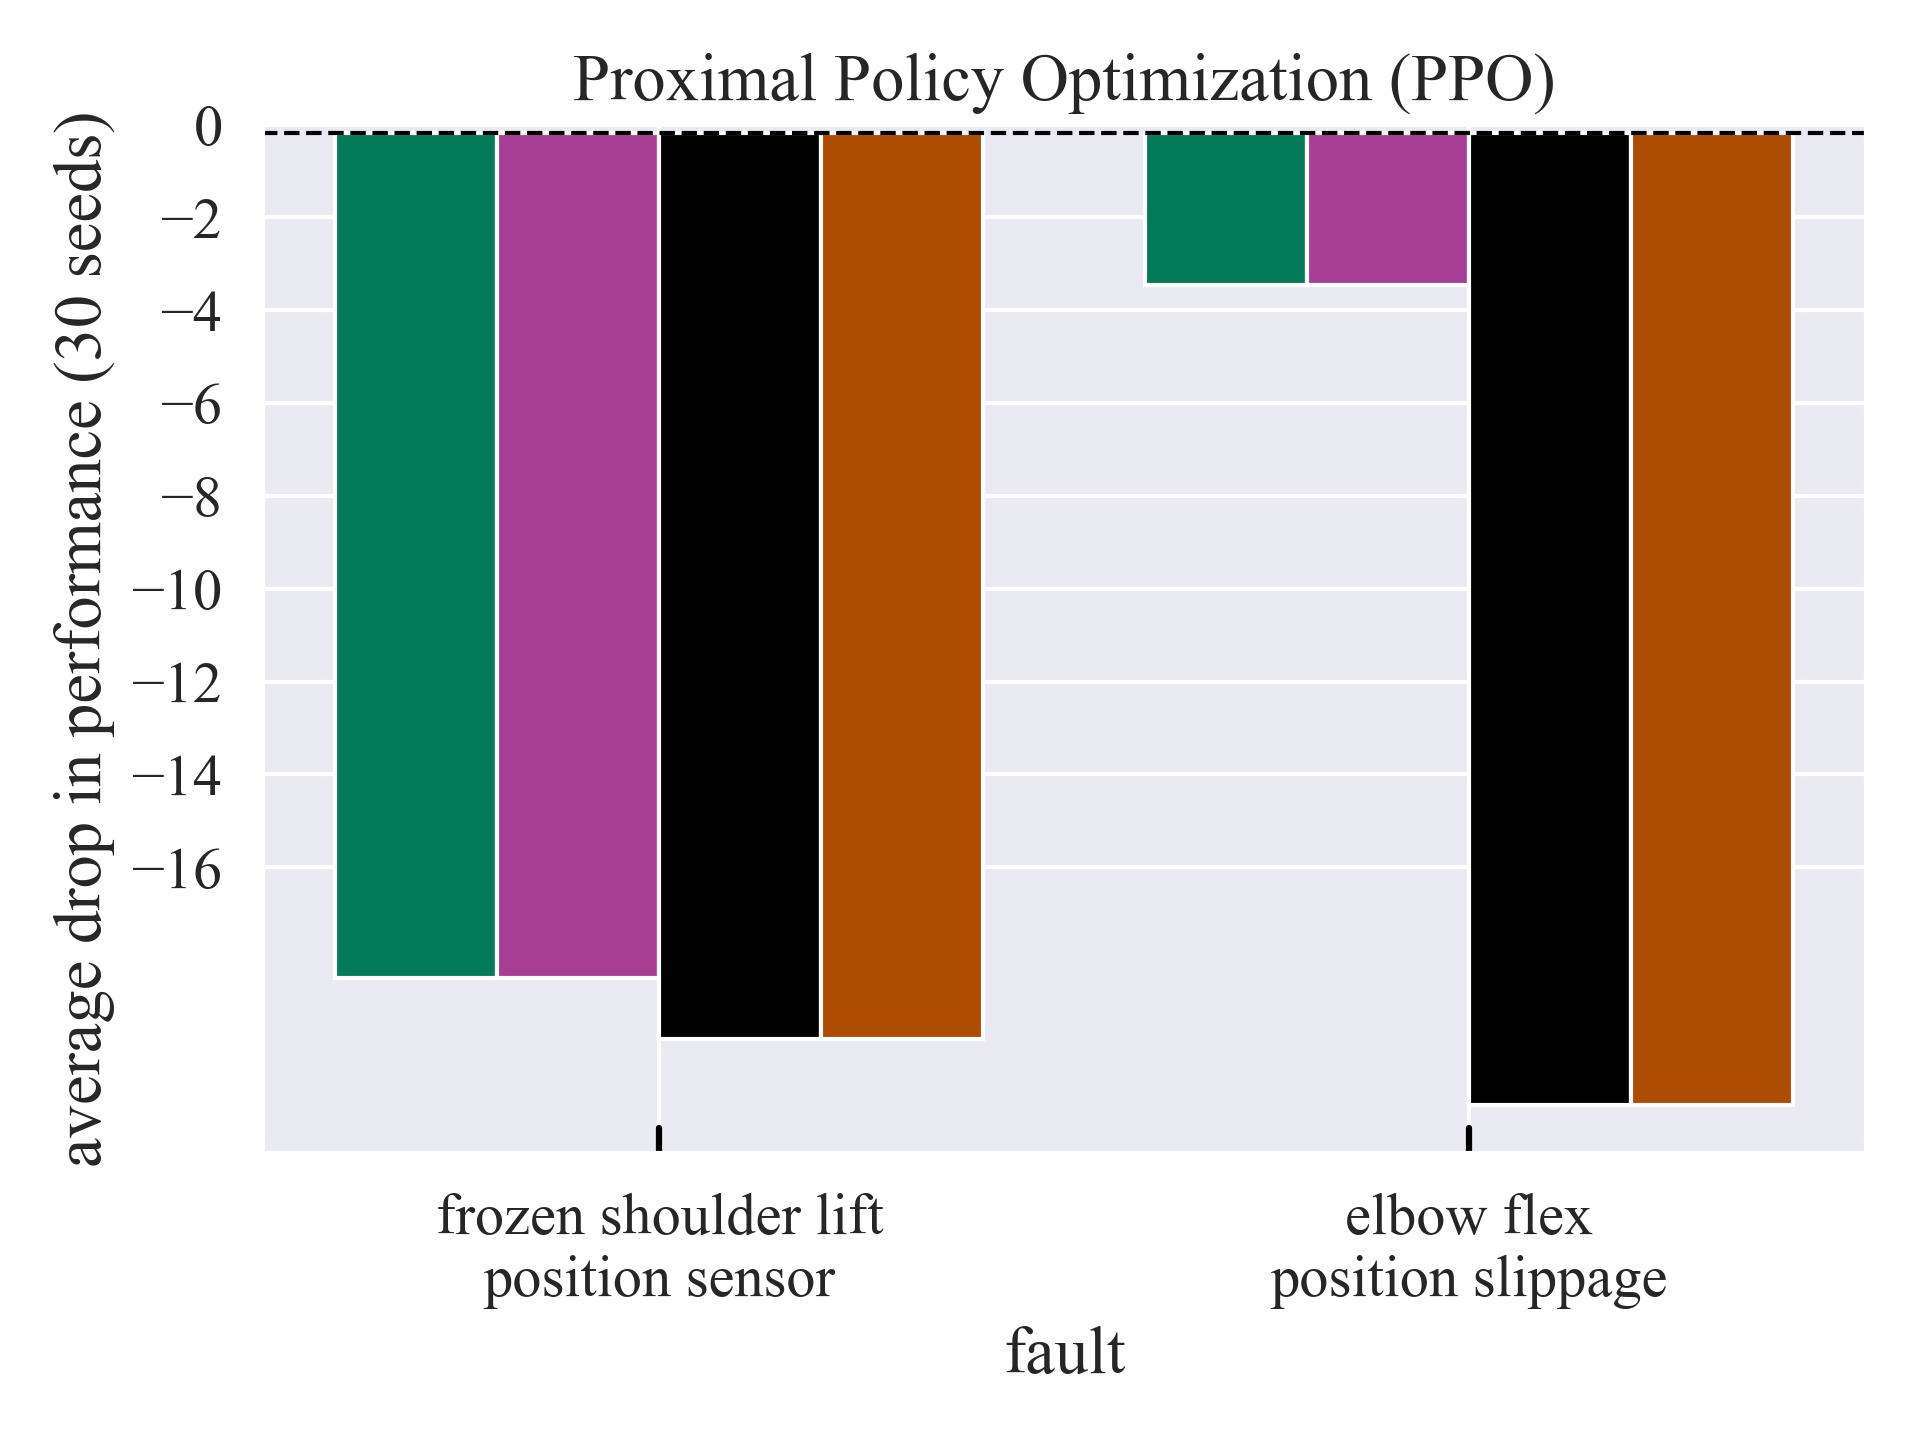 Proximal Policy Optimization (PPO)
average drop in performance (30 seeds)
0
−2
−4
−6
−8
−10
−12
−14
−16
frozen shoulder lift
position sensor
elbow flex
position slippage
fault